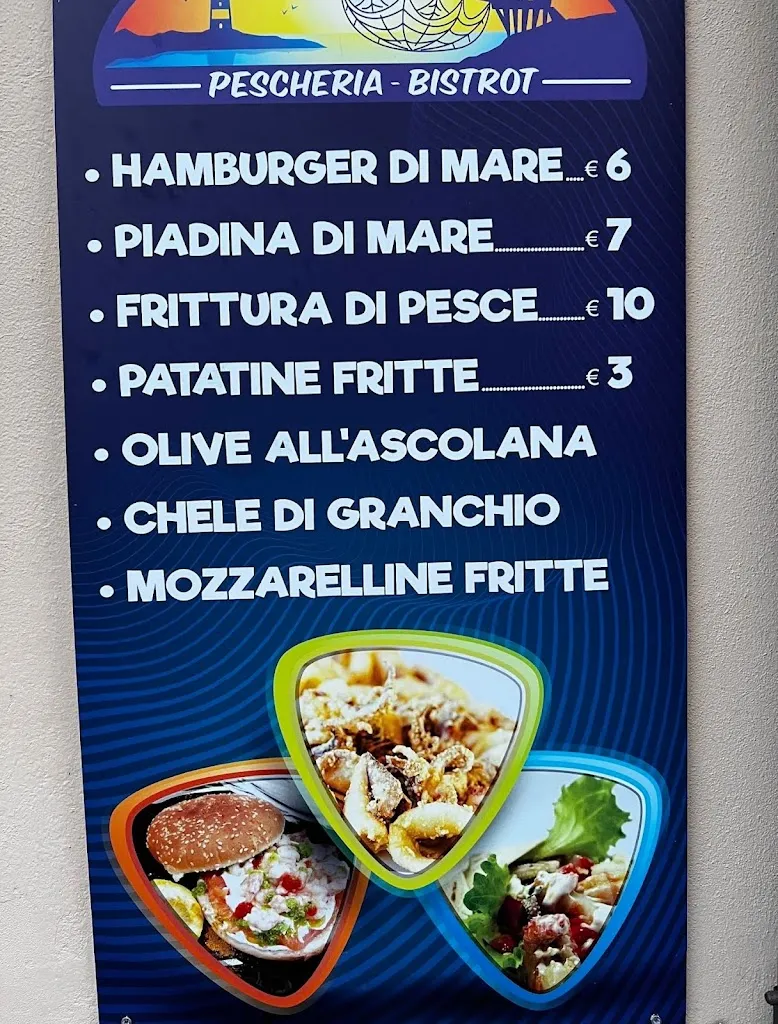 PESCHERIA - BISTROT
• HAMBURGER DI MARE.....€ 6
• PIADINA DI MARE....................€ 7
• FRITTURA DI PESCE..........€ 10
• PATATINE FRITTE.......................€ 3
• OLIVE ALL'ASCOLANA
• CHELE DI GRANCHIO
• MOZZARELLINE FRITTE